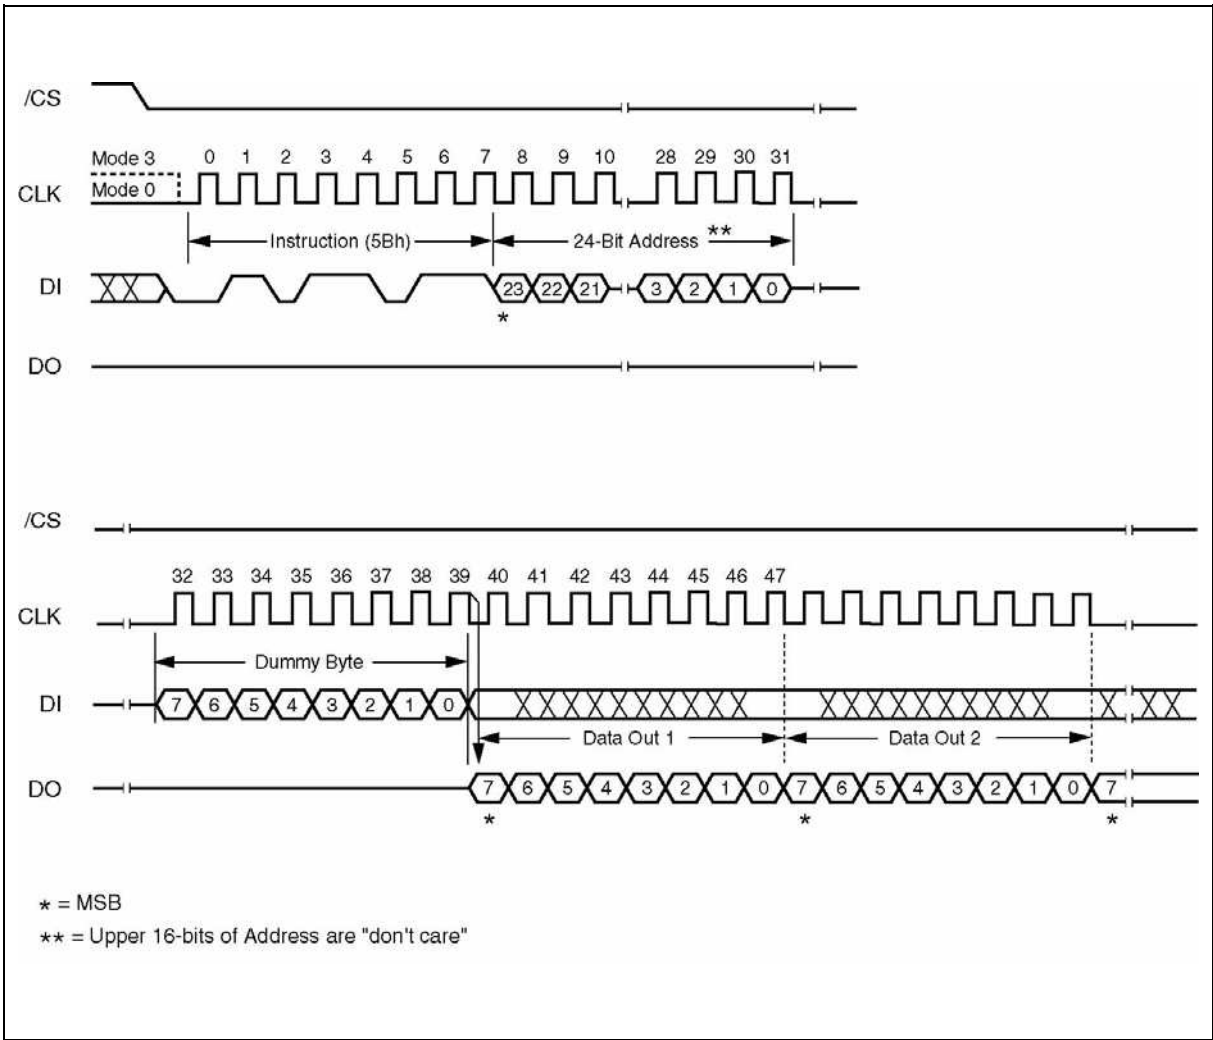 /CS
Mode 3 0 1 2 3 4 5 6 7 8 9 10 28 29 30 31
CLK Mode 0
Instruction (5Bh) 24-Bit Address **
DI 23 22 21 3 2 1 0
*
DO
/CS
32 33 34 35 36 37 38 39 40 41 42 43 44 45 46 47
CLK
Dummy Byte
DI 7 6 5 4 3 2 1 0
Data Out 1 Data Out 2
DO 7 6 5 4 3 2 1 0 7 6 5 4 3 2 1 0 7
* * *
* = MSB
** = Upper 16-bits of Address are "don't care"